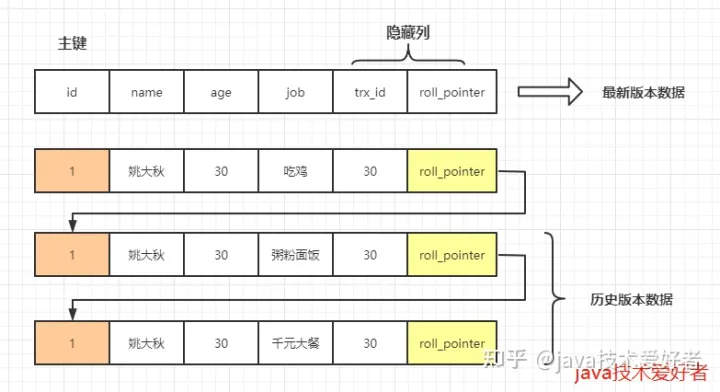 主键
隐藏列
id name age job trx_id roll_pointer
最新版本数据
1 姚大秋 30 吃鸡 30 roll_pointer
1 姚大秋 30 粥粉面饭 30 roll_pointer
历史版本数据
1 姚大秋 30 千元大餐 30 roll_pointer
知乎 @java技术爱好者
java技术爱好者